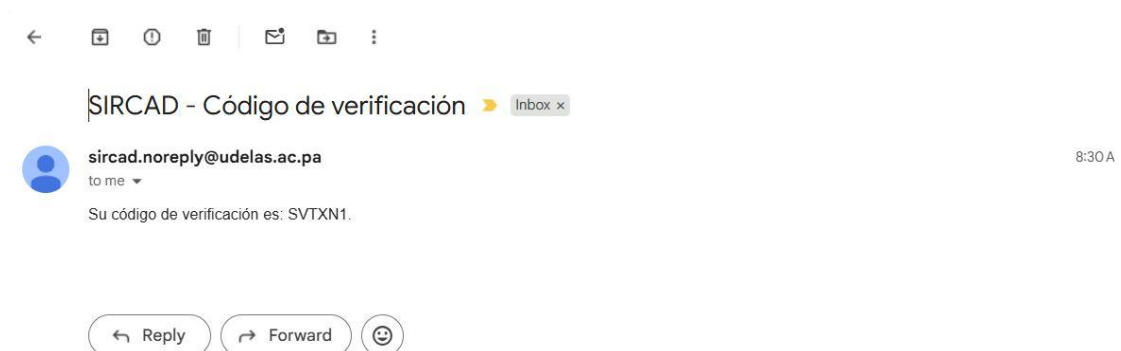 SIRCAD - Código de verificación Inbox ×
sircad.noreply@udelas.ac.pa 8:30 A
to me
Su código de verificación es: SVTXN1.
Reply Forward